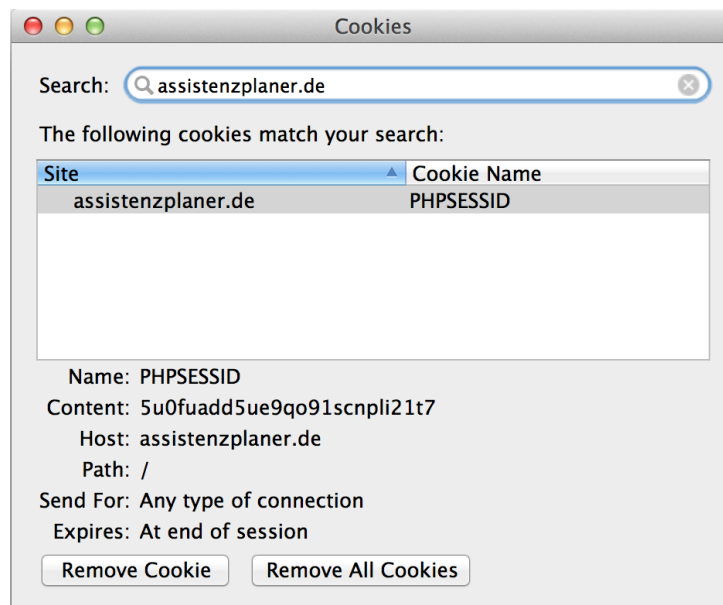 Cookies
Search: assistenzplaner.de
The following cookies match your search:
Site Cookie Name
assistenzplaner.de PHPSESSID
Name: PHPSESSID
Content: 5u0fuadd5ue9qo91scnpli21t7
Host: assistenzplaner.de
Path: /
Send For: Any type of connection
Expires: At end of session
Remove Cookie Remove All Cookies